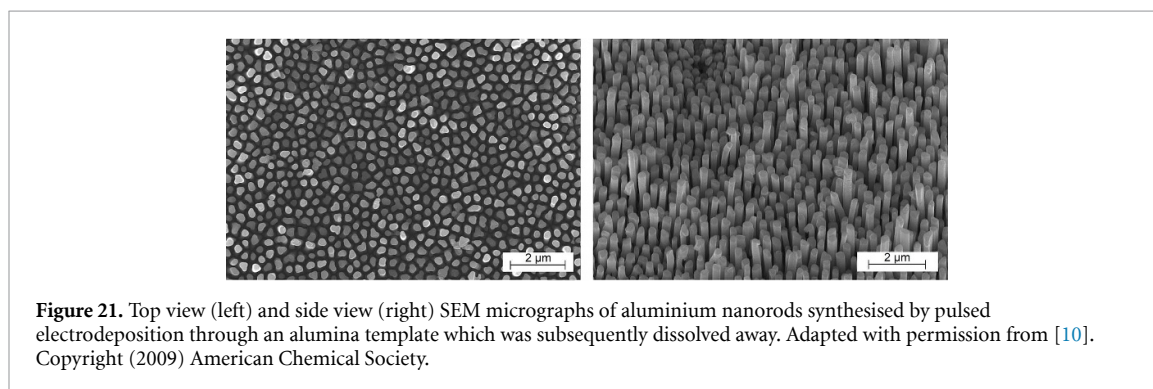 2 µm
2 µm
Figure 21. Top view (left) and side view (right) SEM micrographs of aluminium nanorods synthesised by pulsed
electrodeposition through an alumina template which was subsequently dissolved away. Adapted with permission from [10].
Copyright (2009) American Chemical Society.